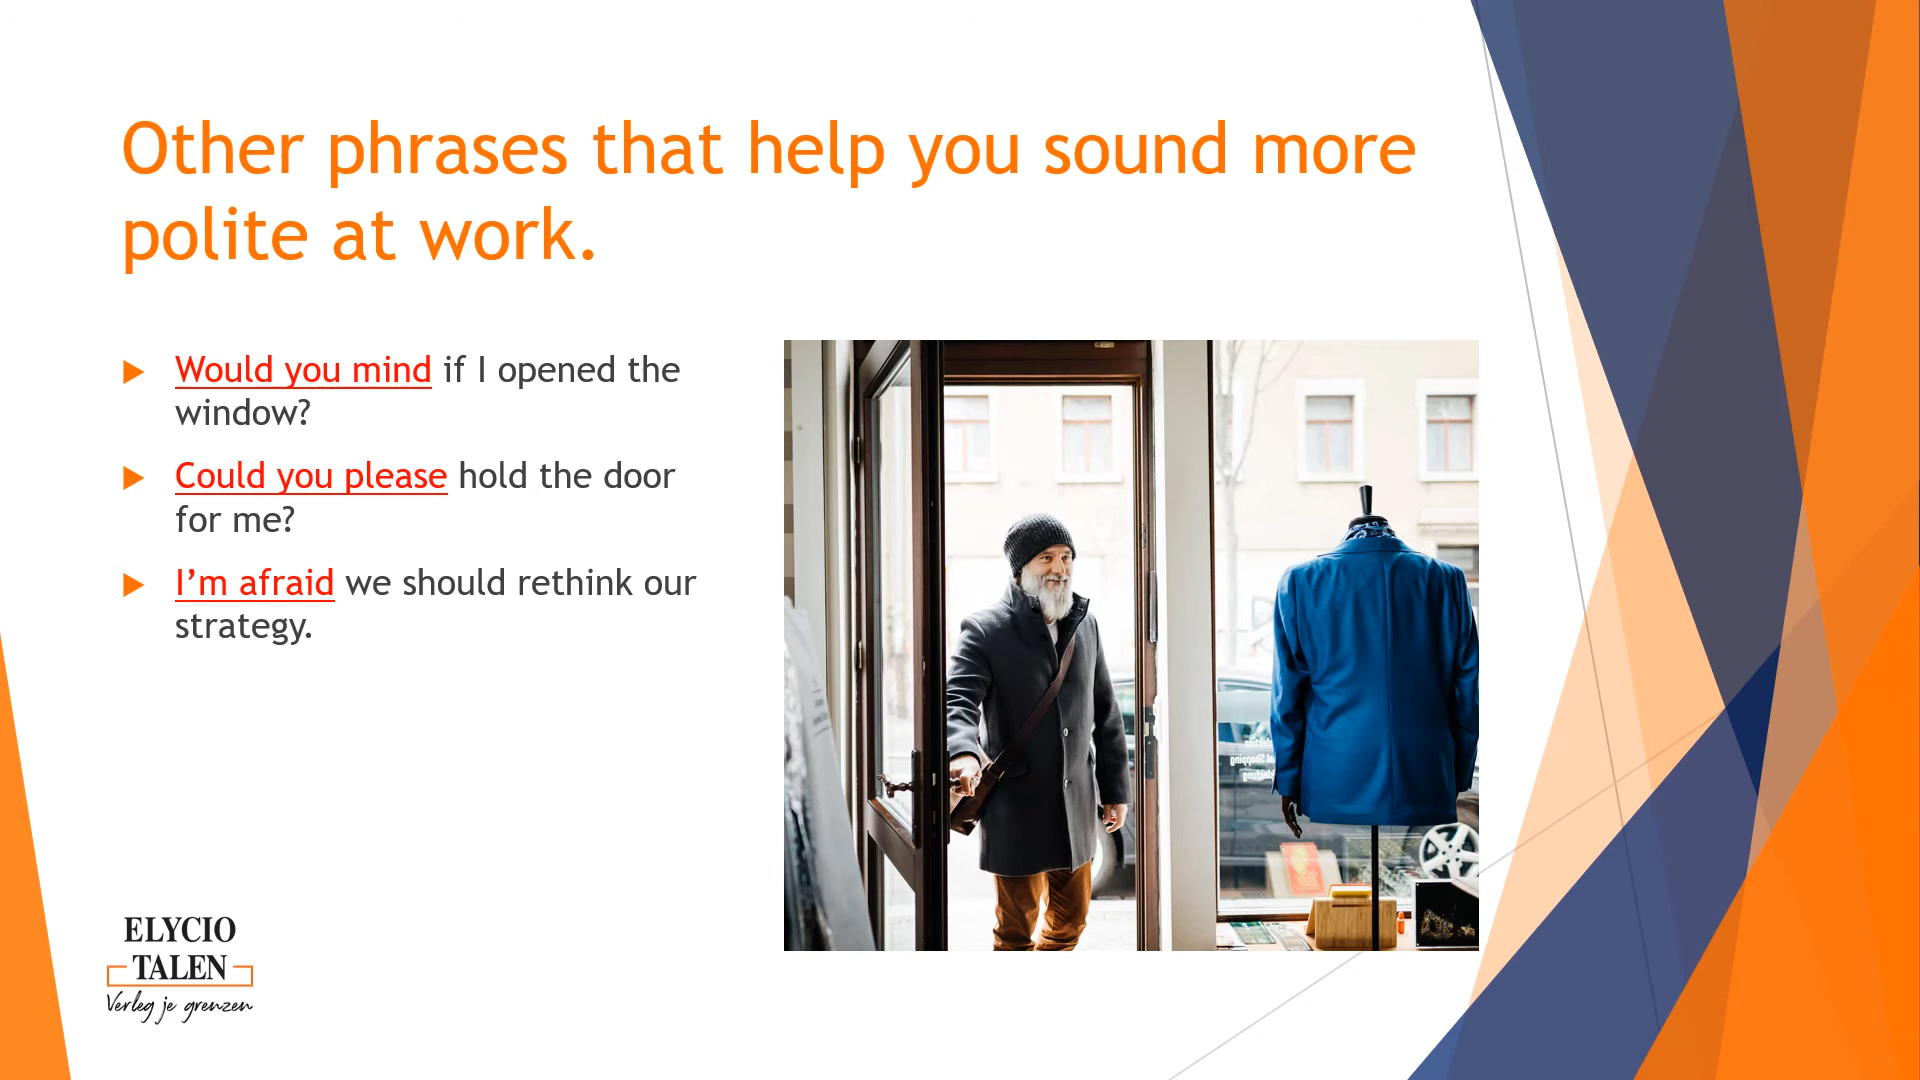 Other phrases that help you sound more
polite at work.
Would you mind if I opened the
window?
Could you please hold the door
for me?
I’m afraid we should rethink our
strategy.
ELYCIO
TALEN
Verleg je grenzen